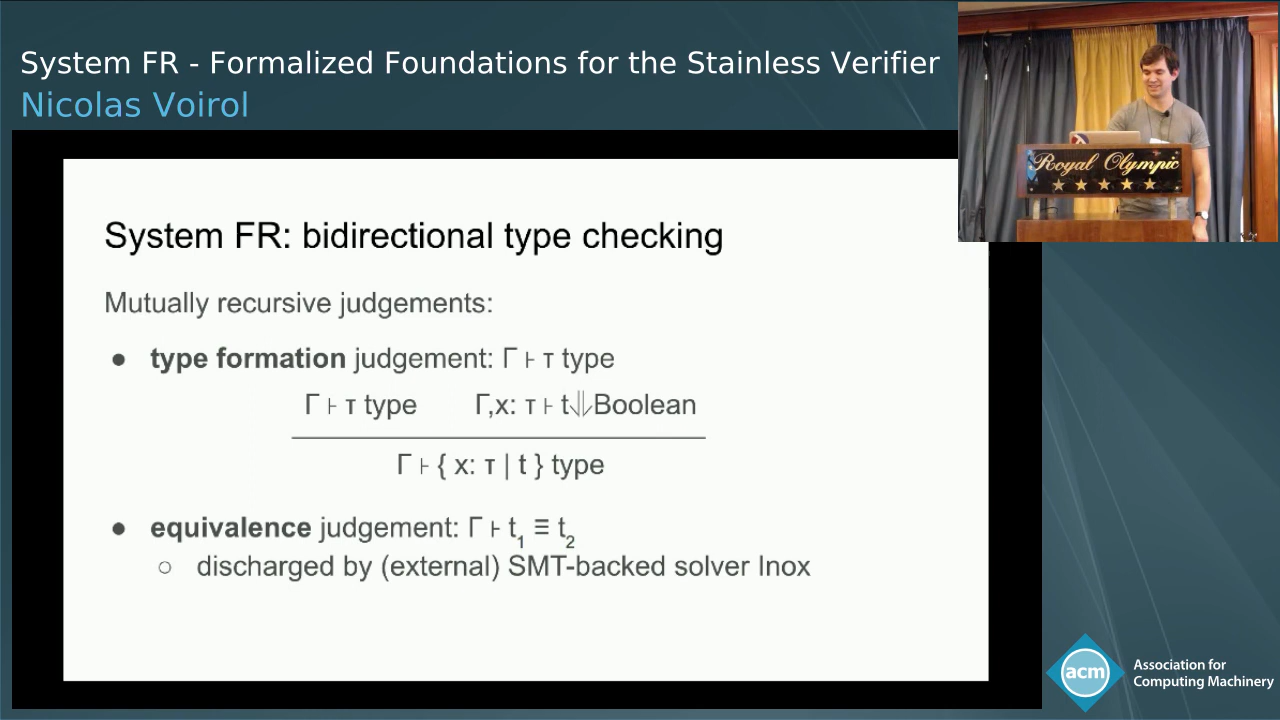 System FR - Formalized Foundations for the Stainless Verifier
Nicolas Voirol
Royal Olympic
System FR: bidirectional type checking
Mutually recursive judgements:
● type formation judgement: Γ ⊢ τ type
Γ ⊢ τ type Γ,x: τ ⊢ t⇓Boolean
Γ ⊢ { x: τ | t } type
● equivalence judgement: Γ ⊢ t₁ ≡ t₂
○ discharged by (external) SMT-backed solver Inox
acm
Association for
Computing Machinery